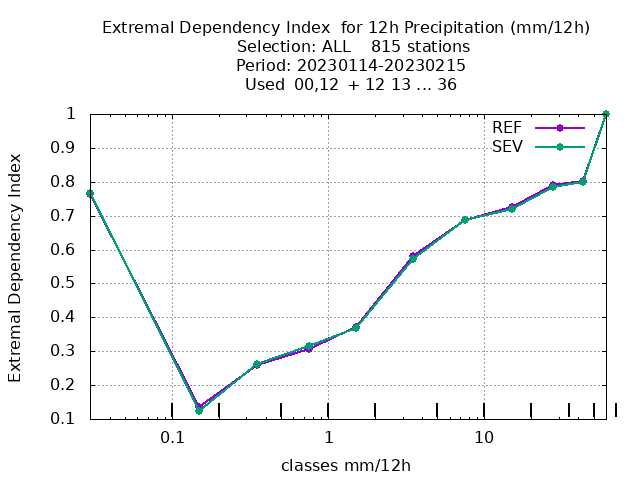 Extremal Dependency Index  for 12h Precipitation (mm/12h)
Selection: ALL    815 stations
Period: 20230114-20230215
Used  00,12  + 12 13 ... 36
REF
SEV
Extremal Dependency Index
1
0.9
0.8
0.7
0.6
0.5
0.4
0.3
0.2
0.1
0.1
1
10
classes mm/12h